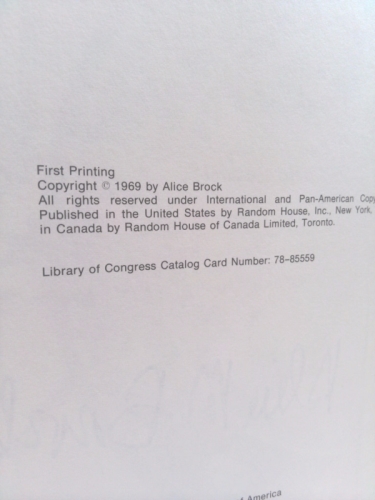 First Printing
Copyright © 1969 by Alice Brock
All rights reserved under International and Pan-American
Published in the United States by Random House, Inc., New York,
in Canada by Random House of Canada Limited, Toronto.
Library of Congress Catalog Card Number: 78-85559
America